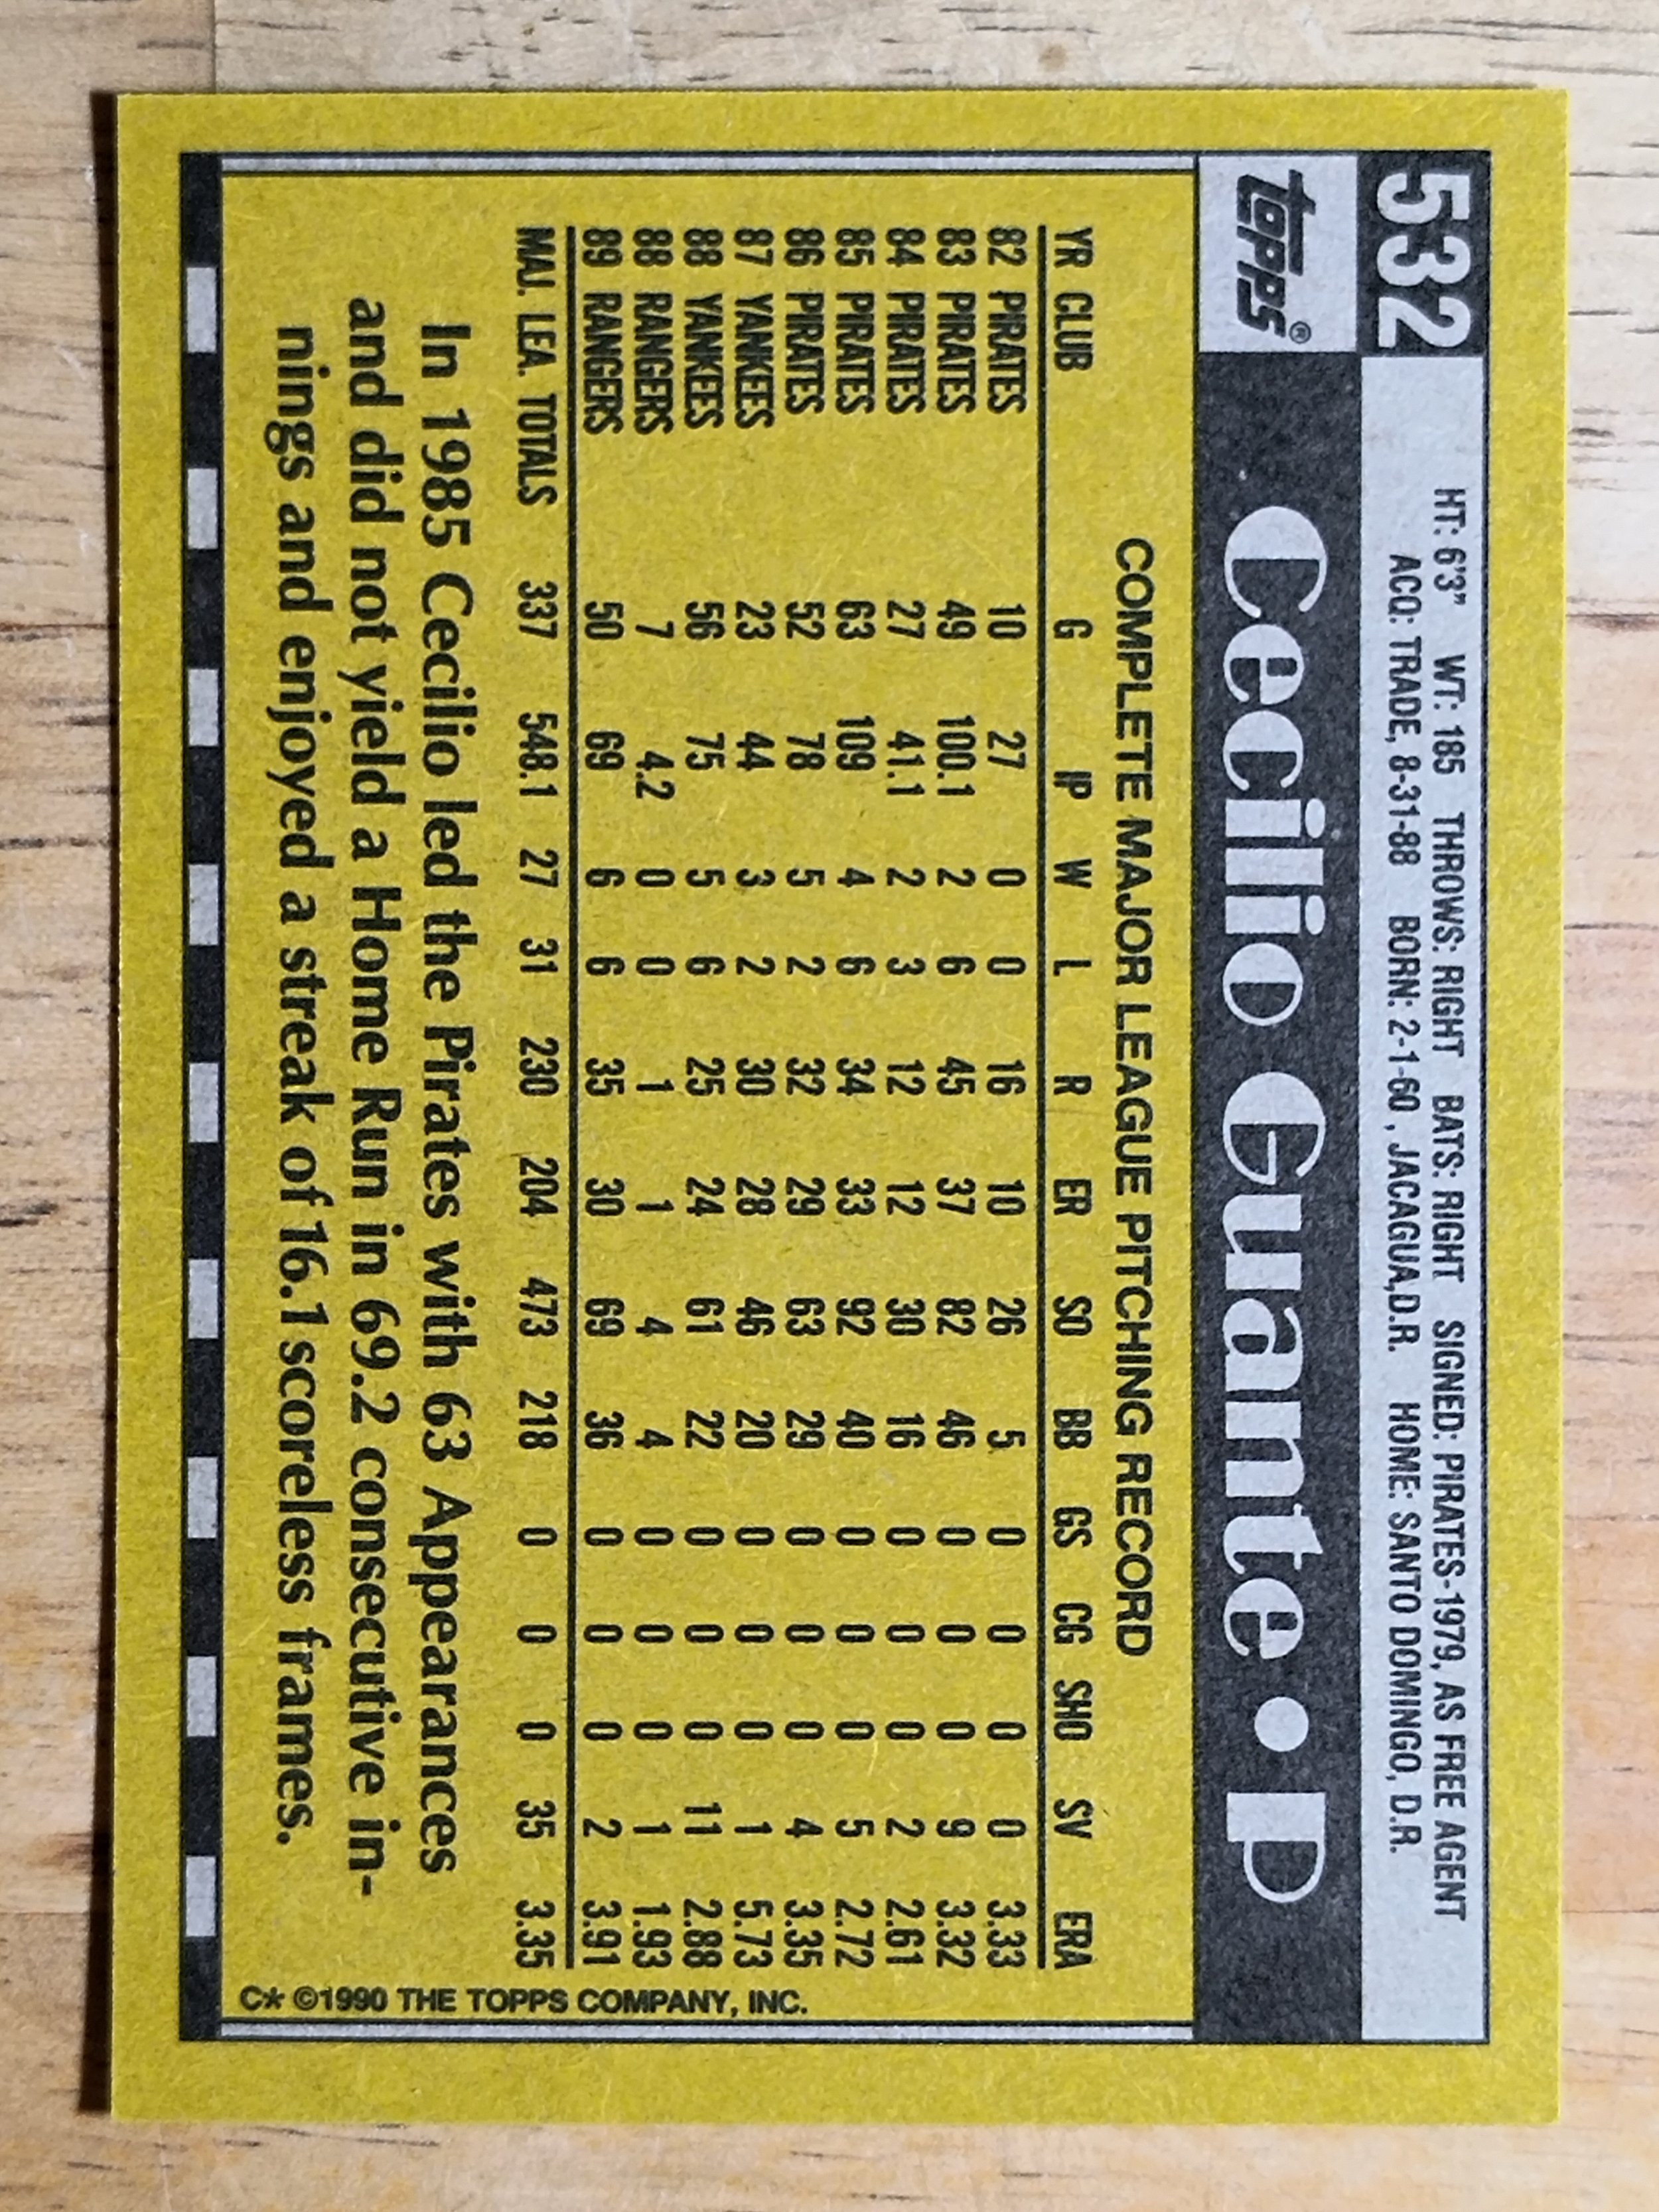 532
HT: 6'3" WT: 185 THROWS: RIGHT BATS: RIGHT SIGNED: PIRATES-1979, AS FREE AGENT
ACQ: TRADE, 8-31-88 BORN: 2-1-60, JACAGUA,D.R. HOME: SANTO DOMINGO, D.R.
TOPPS® Cecilio Guante • P
COMPLETE MAJOR LEAGUE PITCHING RECORD
YR CLUB G IP W L R ER SO BB GS CG SHO SV ERA
82 PIRATES 10 27 0 0 16 10 26 5 0 0 0 0 3.33
83 PIRATES 49 100.1 2 6 45 37 82 46 0 0 0 9 3.32
84 PIRATES 27 41.1 2 3 12 12 30 16 0 0 0 2 2.61
85 PIRATES 63 109 4 6 34 33 92 40 0 0 0 5 2.72
86 PIRATES 52 78 5 2 32 29 63 29 0 0 0 4 3.35
87 YANKEES 23 44 3 2 30 28 46 20 0 0 0 1 5.73
88 YANKEES 56 75 5 6 25 24 61 22 0 0 0 11 2.88
88 RANGERS 7 4.2 0 0 1 1 4 4 0 0 0 1 1.93
89 RANGERS 50 69 6 6 35 30 69 36 0 0 0 2 3.91
MAJ. LEA. TOTALS 337 548.1 27 31 230 204 473 218 0 0 0 35 3.35
In 1985 Cecilio led the Pirates with 63 Appearances
and did not yield a Home Run in 69.2 consecutive in-
nings and enjoyed a streak of 16.1 scoreless frames.
C* ©1990 THE TOPPS COMPANY, INC.